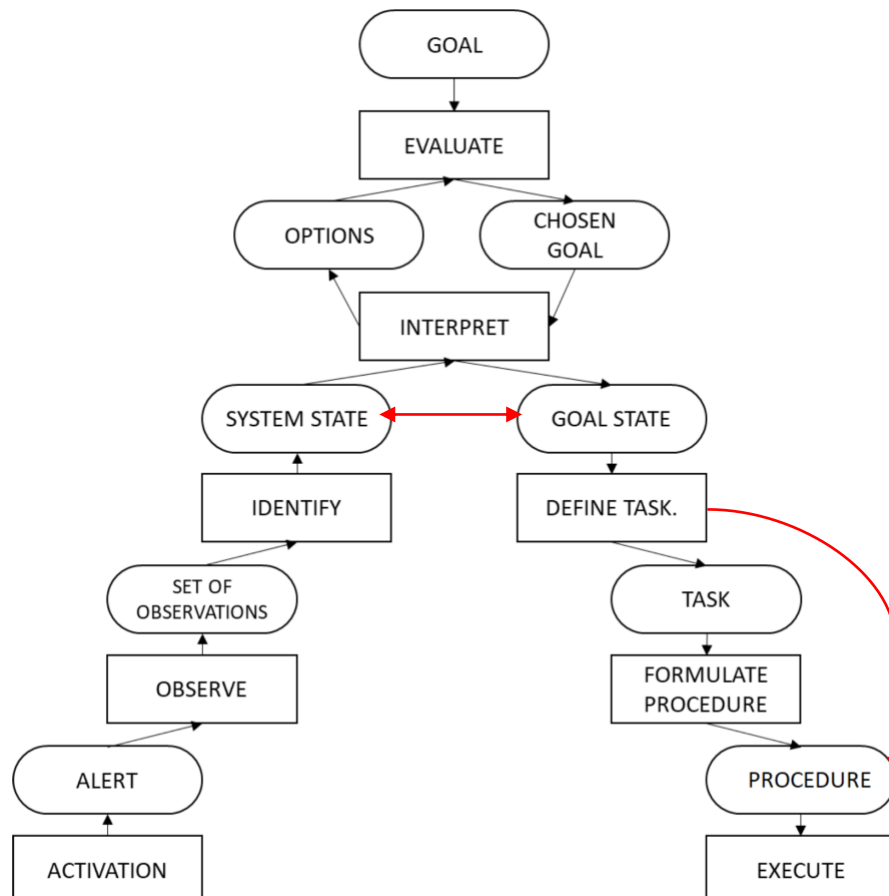 GOAL
EVALUATE
OPTIONS
CHOSEN
GOAL
INTERPRET
SYSTEM STATE
GOAL STATE
IDENTIFY
DEFINE TASK.
SET OF
OBSERVATIONS
TASK
OBSERVE
FORMULATE
PROCEDURE
ALERT
PROCEDURE
ACTIVATION
EXECUTE